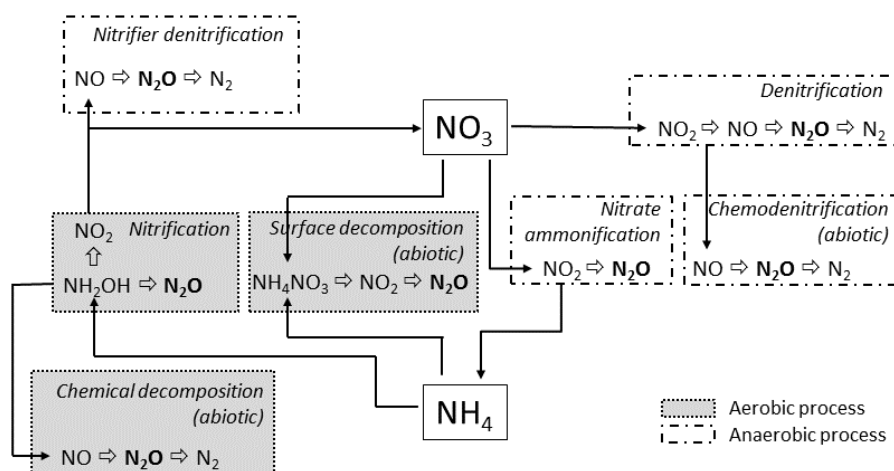 Nitrifier denitrification
NO ⇨ N₂O ⇨ N₂
NO₃
Denitrification
NO₂ ⇨ NO ⇨ N₂O ⇨ N₂
Nitrification
NO₂
⇧
NH₂OH ⇨ N₂O
Surface decomposition
(abiotic)
NH₄NO₃ ⇨ NO₂ ⇨ N₂O
Nitrate
ammonification
NO₂ ⇨ N₂O
Chemodenitrification
(abiotic)
NO ⇨ N₂O ⇨ N₂
Chemical decomposition
(abiotic)
NO ⇨ N₂O ⇨ N₂
NH₄
Aerobic process
Anaerobic process